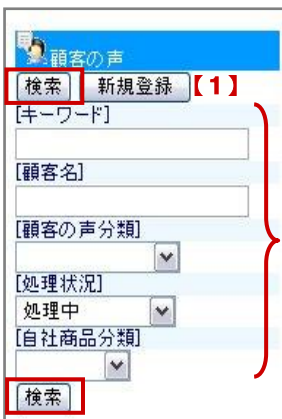 顧客の声
検索 新規登録 【1】
[キーワード]
[顧客名]
[顧客の声分類]
[処理状況]
処理中
[自社商品分類]
検索